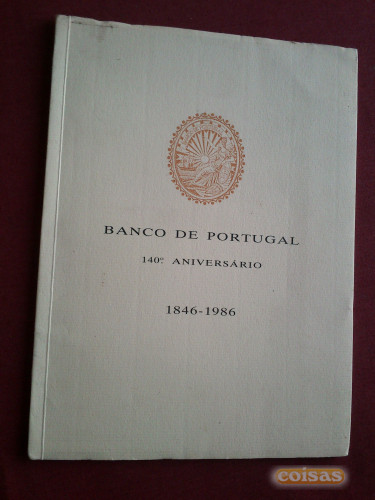 BANCO DE PORTUGAL
140º ANIVERSÁRIO
1846-1986
coisas